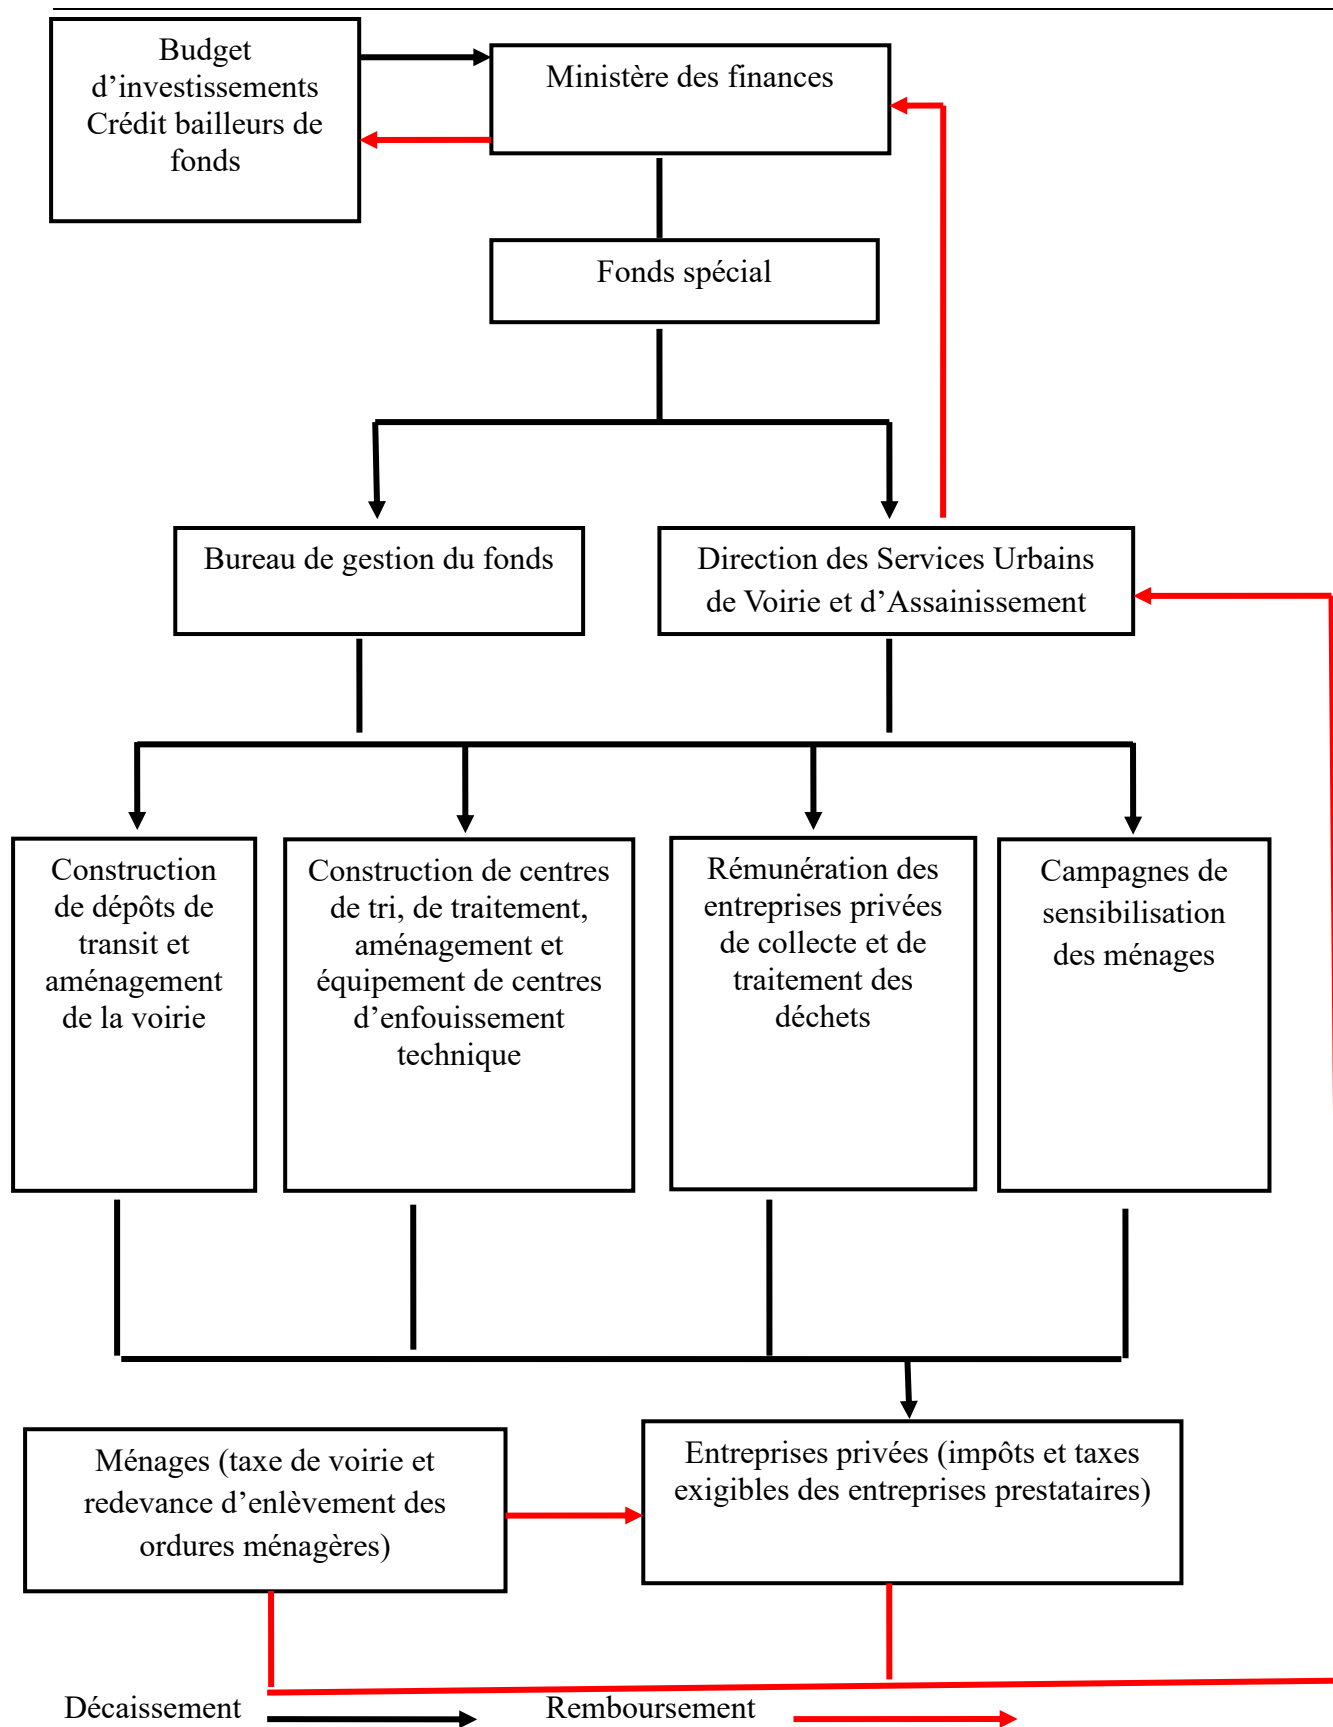 Budget
d’investissements
Crédit bailleurs de
fonds
Ministère des finances
Fonds spécial
Bureau de gestion du fonds
Direction des Services Urbains
de Voirie et d’Assainissement
Construction
de dépôts de
transit et
aménagement
de la voirie
Construction de centres
de tri, de traitement,
aménagement et
équipement de centres
d’enfouissement
technique
Rémunération des
entreprises privées
de collecte et de
traitement des
déchets
Campagnes de
sensibilisation
des ménages
Ménages (taxe de voirie et
redevance d’enlèvement des
ordures ménagères)
Entreprises privées (impôts et taxes
exigibles des entreprises prestataires)
Décaissement
Remboursement